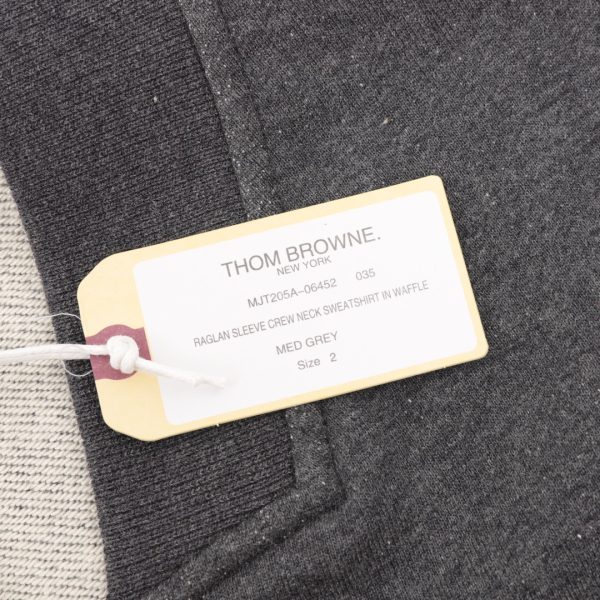 THOM BROWNE.
NEW YORK
MJT205A-06452 035
RAGLAN SLEEVE CREW NECK SWEATSHIRT IN WAFFLE
MED GREY
Size 2